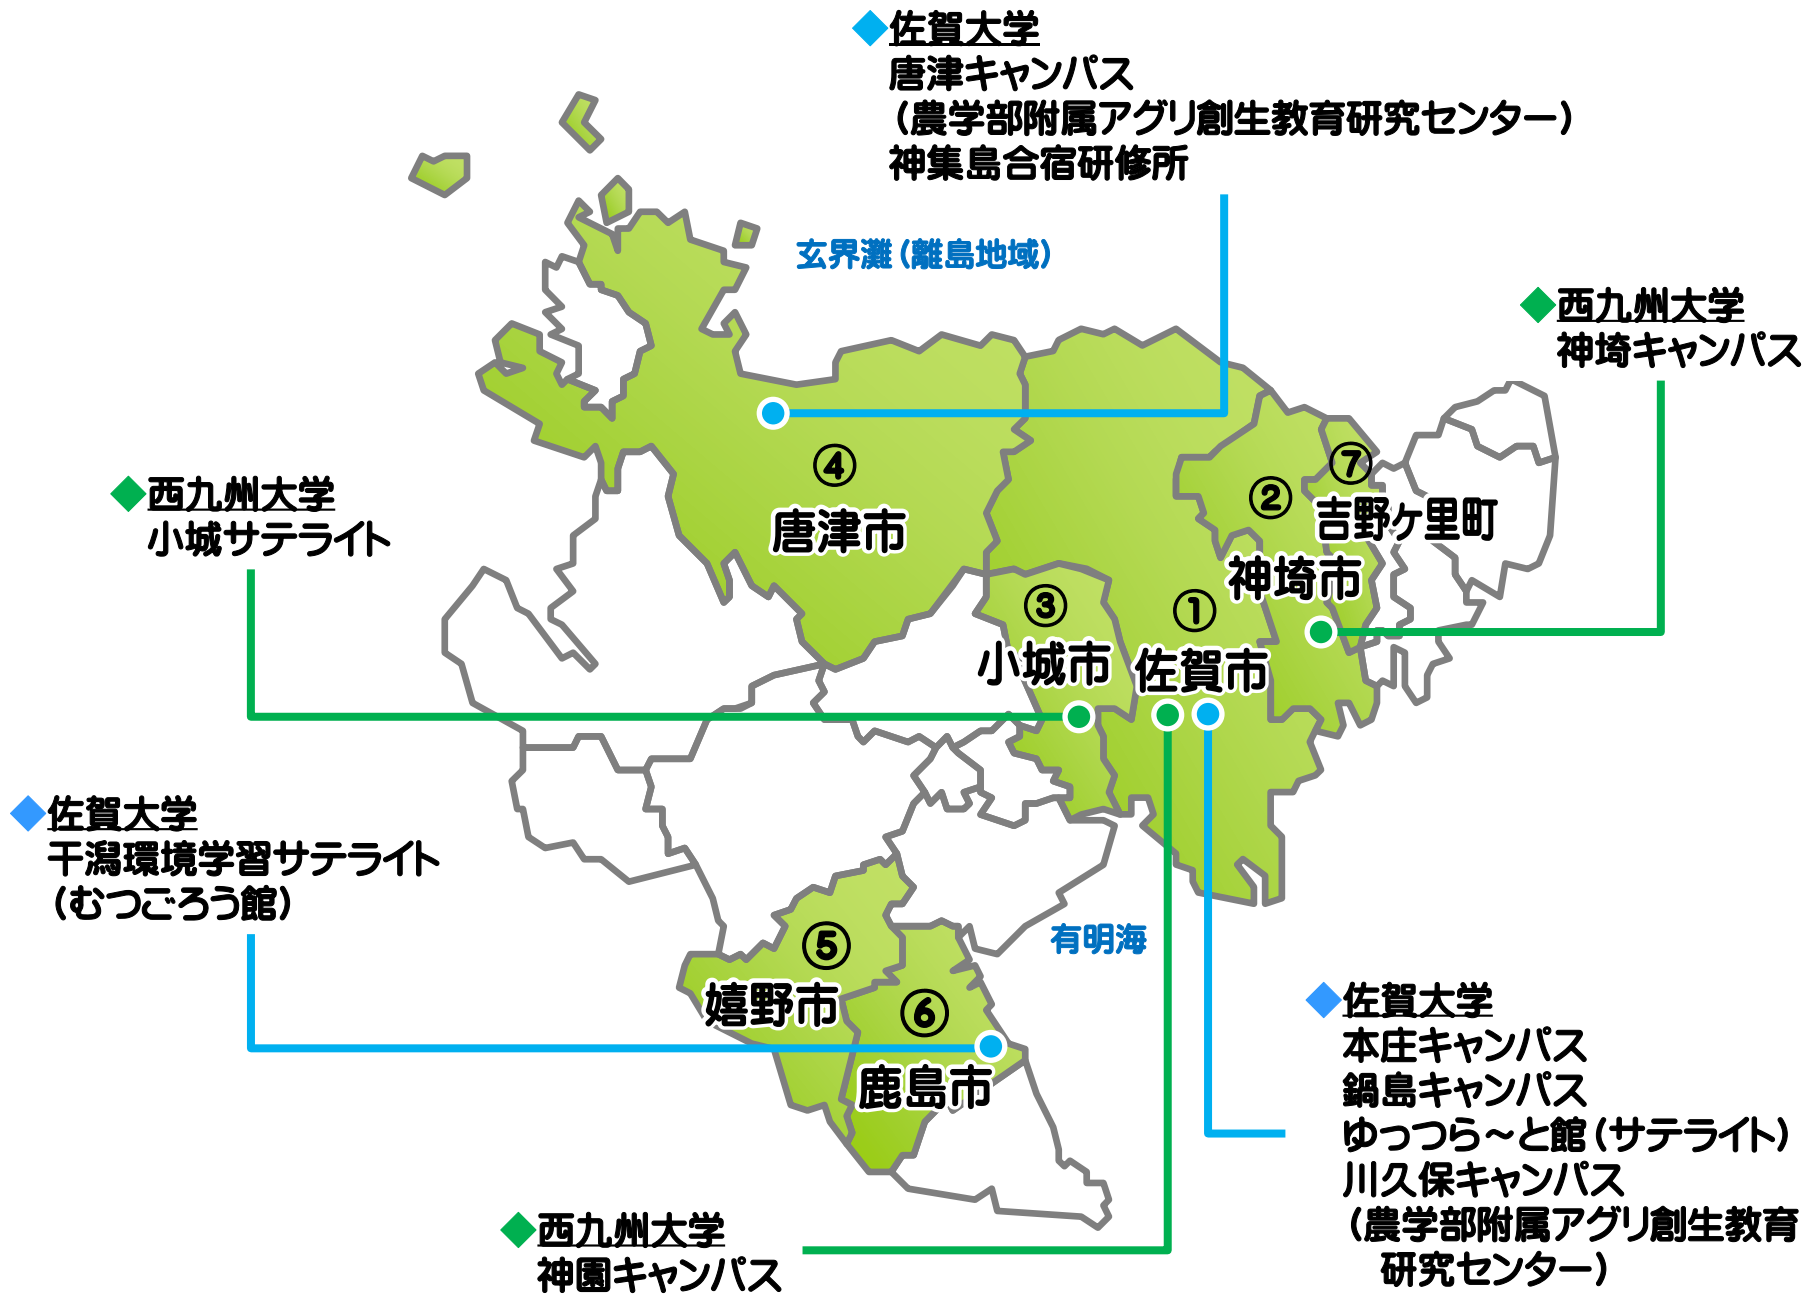 ◆佐賀大学
唐津キャンパス
（農学部附属アグリ創生教育研究センター）
神集島合宿研修所
玄界灘（離島地域）
◆西九州大学
神埼キャンパス
④
唐津市
⑦
吉野ヶ里町
②
神埼市
◆西九州大学
小城サテライト
③
小城市
①
佐賀市
◆佐賀大学
干潟環境学習サテライト
（むつごろう館）
⑤
嬉野市
⑥
鹿島市
有明海
◆佐賀大学
本庄キャンパス
鍋島キャンパス
ゆっつら～と館（サテライト）
川久保キャンパス
（農学部附属アグリ創生教育
研究センター）
◆西九州大学
神園キャンパス